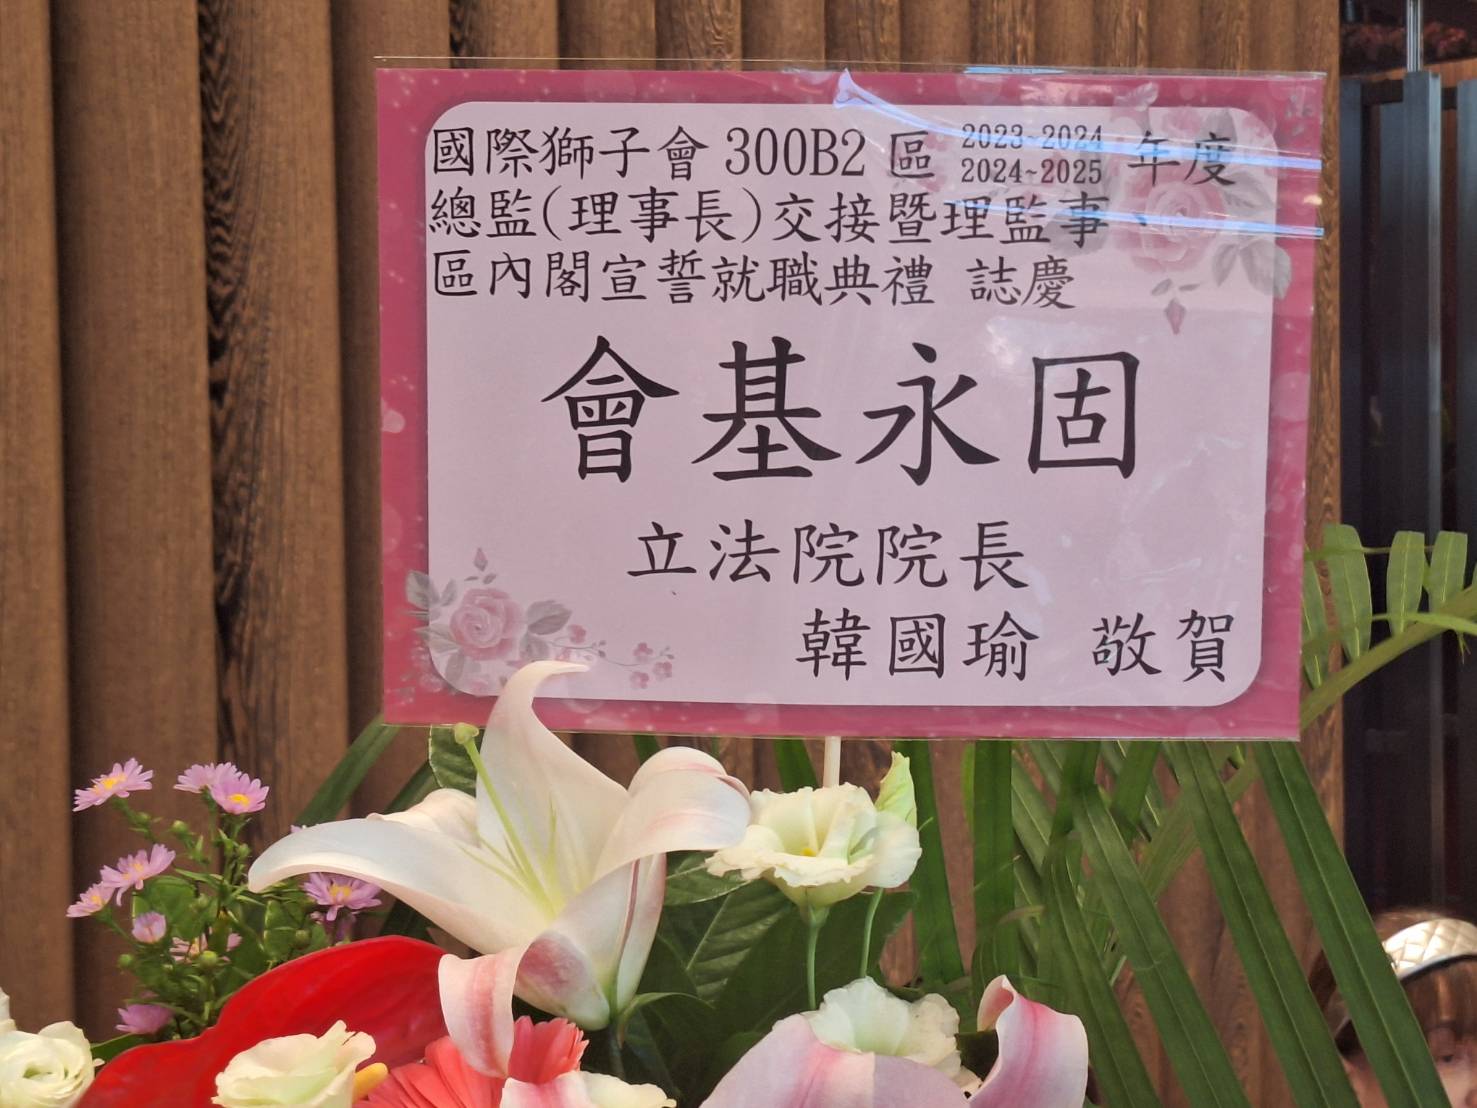 國際獅子會 300B2 區 2023~2024 年度
2024~2025
總監(理事長)交接暨理監事、
區內閣宣誓就職典禮 誌慶
會基永固
立法院院長
韓國瑜 敬賀